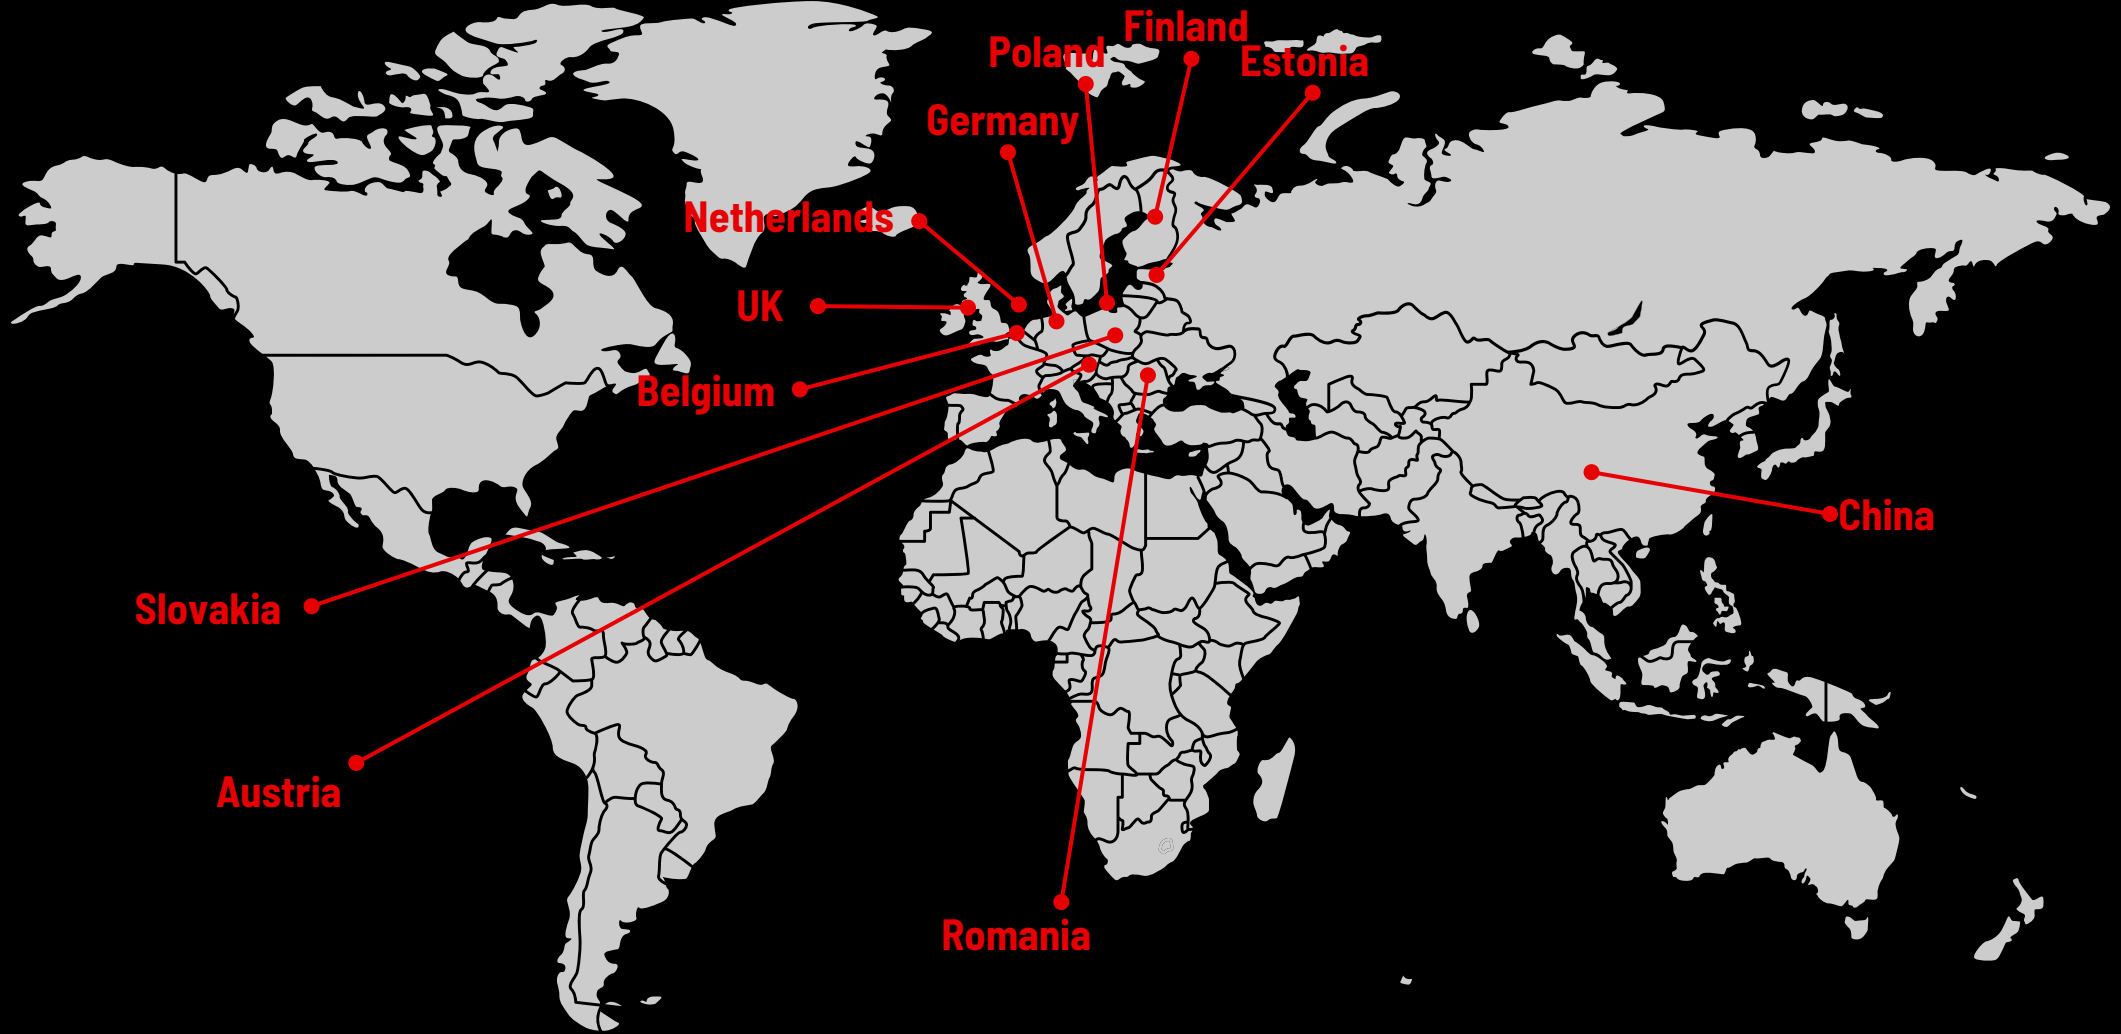 Finland
Poland
Estonia
Germany
Netherlands
UK
Belgium
China
Slovakia
Austria
Romania